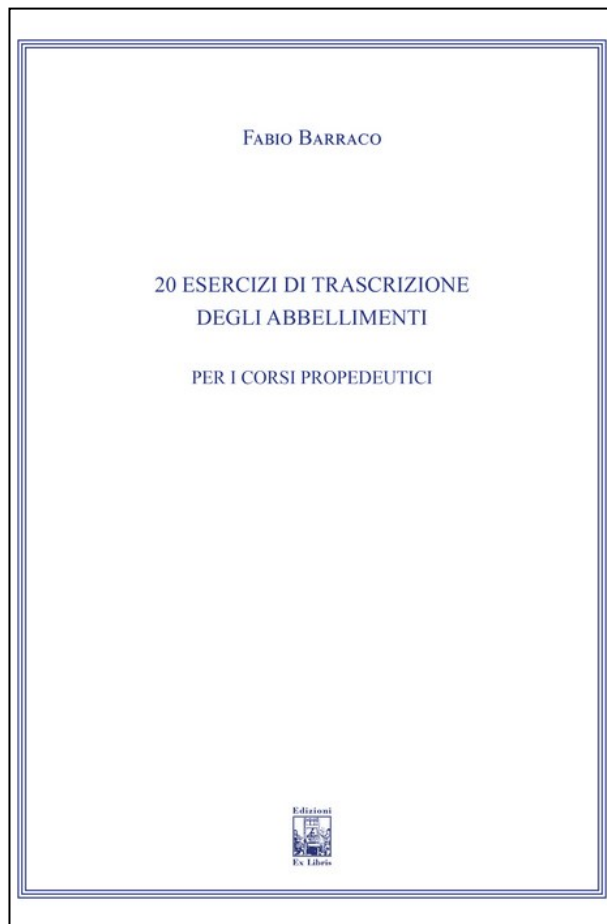 FABIO BARRACO
20 ESERCIZI DI TRASCRIZIONE
DEGLI ABBELLIMENTI
PER I CORSI PROPEDEUTICI
Edizioni
Ex Libris